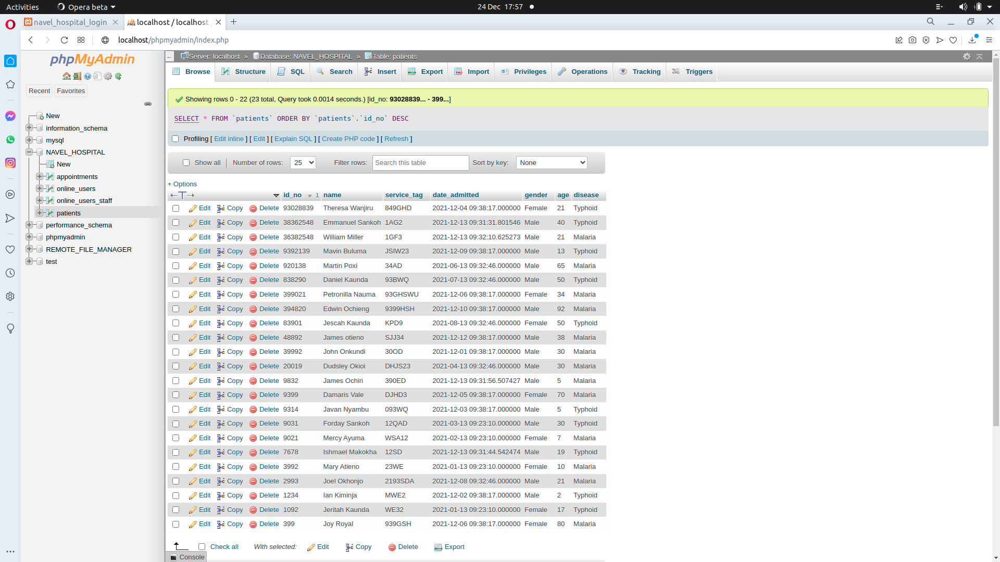 Activities Opera beta 24 Dec 17:57
navel_hospital_login localhost / localhost
localhost/phpmyadmin/index.php
phpMyAdmin
Recent Favorites
New
information_schema
mysql
NAVEL_HOSPITAL
New
appointments
online_users
online_users_staff
patients
performance_schema
phpmyadmin
REMOTE_FILE_MANAGER
test
Server: localhost » Database: NAVEL_HOSPITAL » Table: patients
Browse Structure SQL Search Insert Export Import Privileges Operations Tracking Triggers
Showing rows 0 - 22 (23 total, Query took 0.0014 seconds.) [id_no: 93028839... - 399...]
SELECT * FROM `patients` ORDER BY `patients`.`id_no` DESC
Profiling [ Edit inline ] [ Edit ] [ Explain SQL ] [ Create PHP code ] [ Refresh ]
Show all Number of rows: 25 Filter rows: Search this table Sort by key: None
+ Options
id_no 1 name service_tag date_admitted gender age disease
Edit Copy Delete 93028839 Theresa Wanjiru 849GHD 2021-12-04 09:38:17.000000 Female 21 Typhoid
Edit Copy Delete 38362548 Emmanuel Sankoh 1AG2 2021-12-13 09:31:31.801546 Male 40 Typhoid
Edit Copy Delete 36382548 William Miller 1GF3 2021-12-13 09:32:10.625273 Male 21 Malaria
Edit Copy Delete 9392139 Mavin Buluma JSIW23 2021-12-09 09:38:17.000000 Male 13 Typhoid
Edit Copy Delete 920138 Martin Poxi 34AD 2021-06-13 09:32:46.000000 Male 65 Malaria
Edit Copy Delete 838290 Daniel Kaunda 93BWQ 2021-07-13 09:32:46.000000 Male 50 Typhoid
Edit Copy Delete 399021 Petronilla Nauma 93GHSWU 2021-12-06 09:38:17.000000 Female 34 Malaria
Edit Copy Delete 394820 Edwin Ochieng 9399HSH 2021-12-10 09:38:17.000000 Male 92 Malaria
Edit Copy Delete 83901 Jescah Kaunda KPD9 2021-08-13 09:32:46.000000 Female 50 Typhoid
Edit Copy Delete 48892 James otieno SJJ34 2021-12-12 09:38:17.000000 Male 38 Malaria
Edit Copy Delete 39992 John Onkundi 30OD 2021-12-01 09:38:17.000000 Male 30 Malaria
Edit Copy Delete 20019 Dudsley Okioi DHJS23 2021-04-13 09:32:46.000000 Male 30 Malaria
Edit Copy Delete 9832 James Ochiri 390ED 2021-12-13 09:31:56.507427 Male 5 Malaria
Edit Copy Delete 9399 Damaris Vale DJHD3 2021-12-05 09:38:17.000000 Female 70 Malaria
Edit Copy Delete 9314 Javan Nyambu 093WQ 2021-12-03 09:38:17.000000 Male 5 Typhoid
Edit Copy Delete 9031 Forday Sankoh 12QAD 2021-03-13 09:23:10.000000 Male 30 Typhoid
Edit Copy Delete 9021 Mercy Ayuma WSA12 2021-02-13 09:23:10.000000 Female 7 Malaria
Edit Copy Delete 7678 Ishmael Makokha 12SD 2021-12-13 09:31:44.542474 Male 19 Typhoid
Edit Copy Delete 3992 Mary Atieno 23WE 2021-01-13 09:23:10.000000 Female 10 Malaria
Edit Copy Delete 2993 Joel Okhonjo 2193SDA 2021-12-08 09:32:46.000000 Male 21 Malaria
Edit Copy Delete 1234 Ian Kiminja MWE2 2021-12-02 09:38:17.000000 Male 2 Typhoid
Edit Copy Delete 1092 Jeritah Kaunda WE32 2021-01-13 09:23:10.000000 Female 17 Typhoid
Edit Copy Delete 399 Joy Royal 939GSH 2021-12-06 09:38:17.000000 Female 80 Malaria
Check all With selected: Edit Copy Delete Export
Console